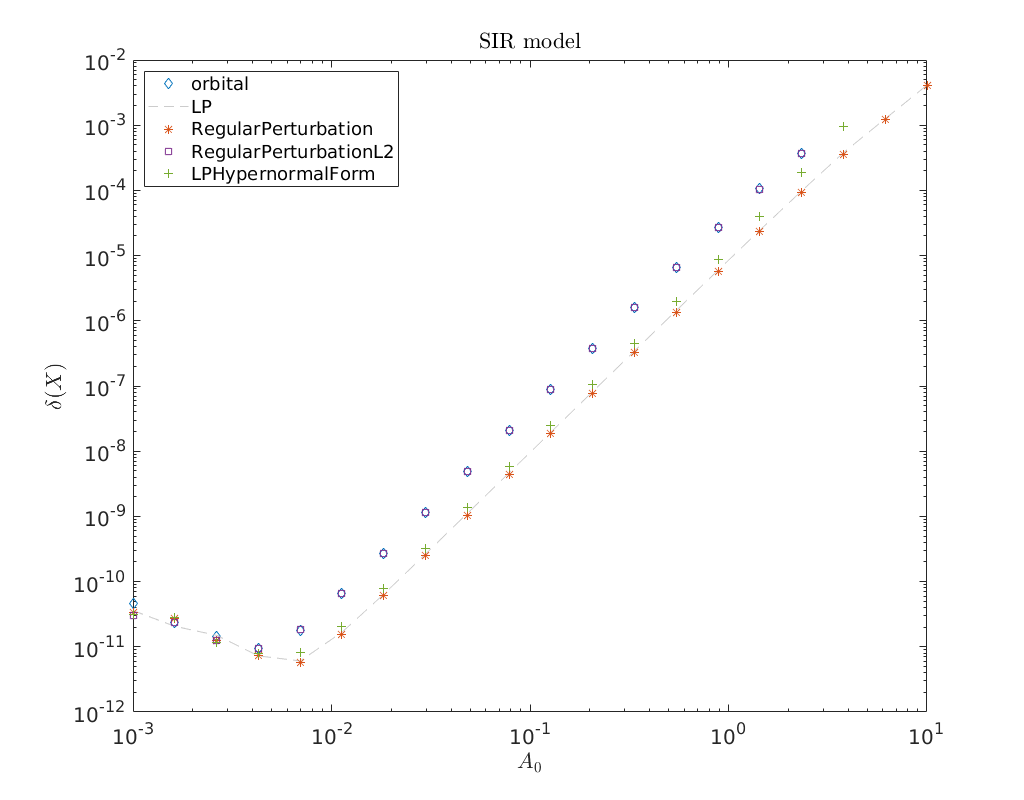 SIR model
orbital
LP
RegularPerturbation
RegularPerturbationL2
LPHypernormalForm
10^-2
10^-3
10^-4
10^-5
10^-6
10^-7
10^-8
10^-9
10^-10
10^-11
10^-12
δ(X)
10^-3 10^-2 10^-1 10^0 10^1
A_0